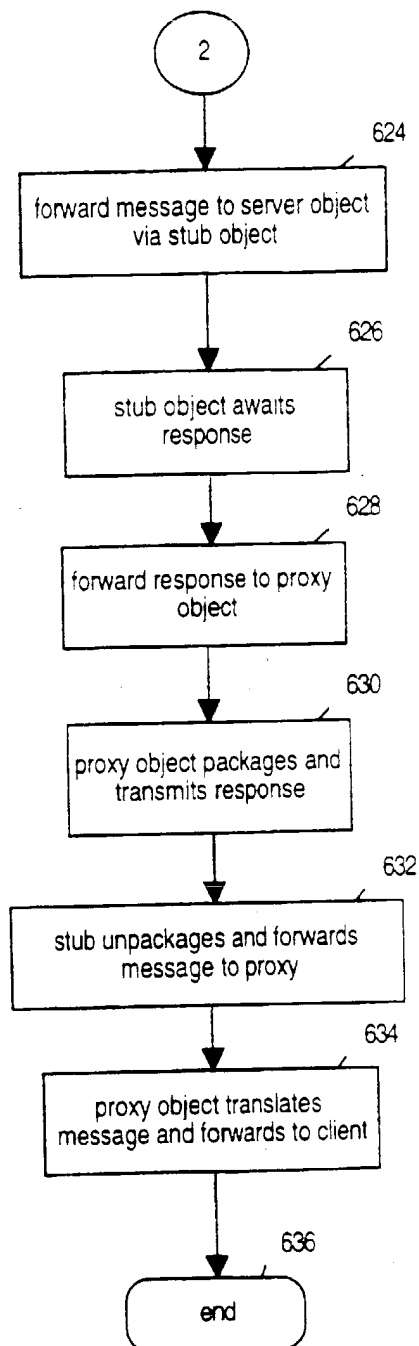 2
624
forward message to server object
via stub object
626
stub object awaits
response
628
forward response to proxy
object
630
proxy object packages and
transmits response
632
stub unpackages and forwards
message to proxy
634
proxy object translates
message and forwards to client
636
end